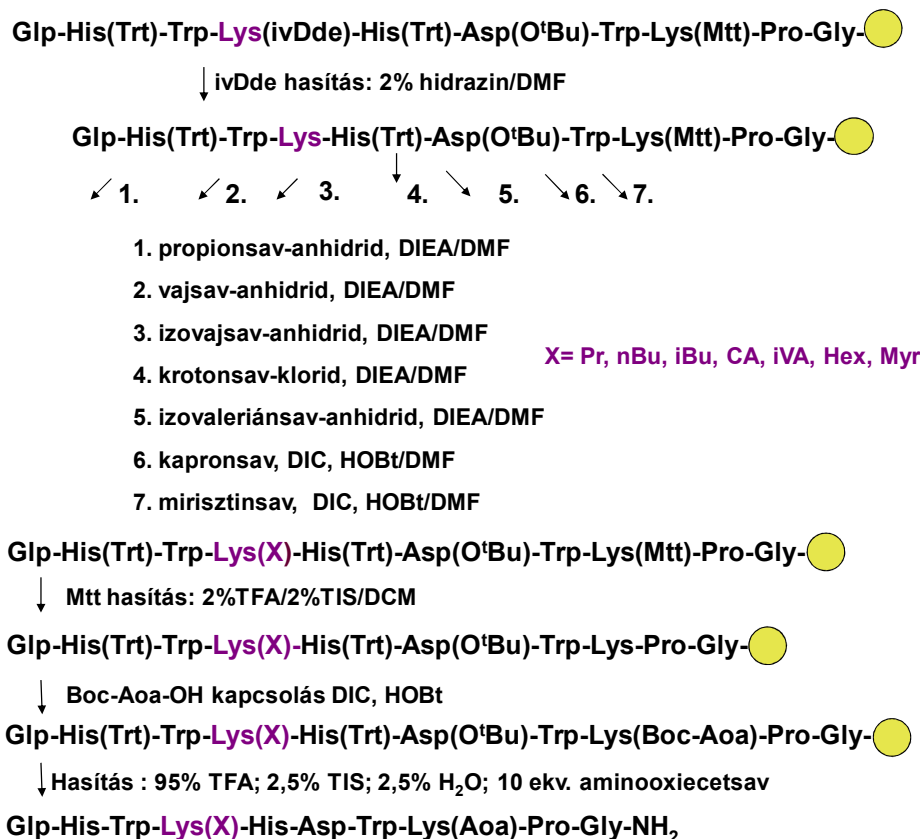 Glp-His(Trt)-Trp-Lys(ivDde)-His(Trt)-Asp(OᵗBu)-Trp-Lys(Mtt)-Pro-Gly-
ivDde hasítás: 2% hidrazin/DMF
Glp-His(Trt)-Trp-Lys-His(Trt)-Asp(OᵗBu)-Trp-Lys(Mtt)-Pro-Gly-
1. 2. 3. 4. 5. 6. 7.
1. propionsav-anhidrid, DIEA/DMF
2. vajsav-anhidrid, DIEA/DMF
3. izovajsav-anhidrid, DIEA/DMF
X= Pr, nBu, iBu, CA, iVA, Hex, Myr
4. krotonsav-klorid, DIEA/DMF
5. izovaleriánsav-anhidrid, DIEA/DMF
6. kapronsav, DIC, HOBt/DMF
7. mirisztinsav, DIC, HOBt/DMF
Glp-His(Trt)-Trp-Lys(X)-His(Trt)-Asp(OᵗBu)-Trp-Lys(Mtt)-Pro-Gly-
Mtt hasítás: 2%TFA/2%TIS/DCM
Glp-His(Trt)-Trp-Lys(X)-His(Trt)-Asp(OᵗBu)-Trp-Lys-Pro-Gly-
Boc-Aoa-OH kapcsolás DIC, HOBt
Glp-His(Trt)-Trp-Lys(X)-His(Trt)-Asp(OᵗBu)-Trp-Lys(Boc-Aoa)-Pro-Gly-
Hasítás : 95% TFA; 2,5% TIS; 2,5% H₂O; 10 ekv. aminooxiecetsav
Glp-His-Trp-Lys(X)-His-Asp-Trp-Lys(Aoa)-Pro-Gly-NH₂